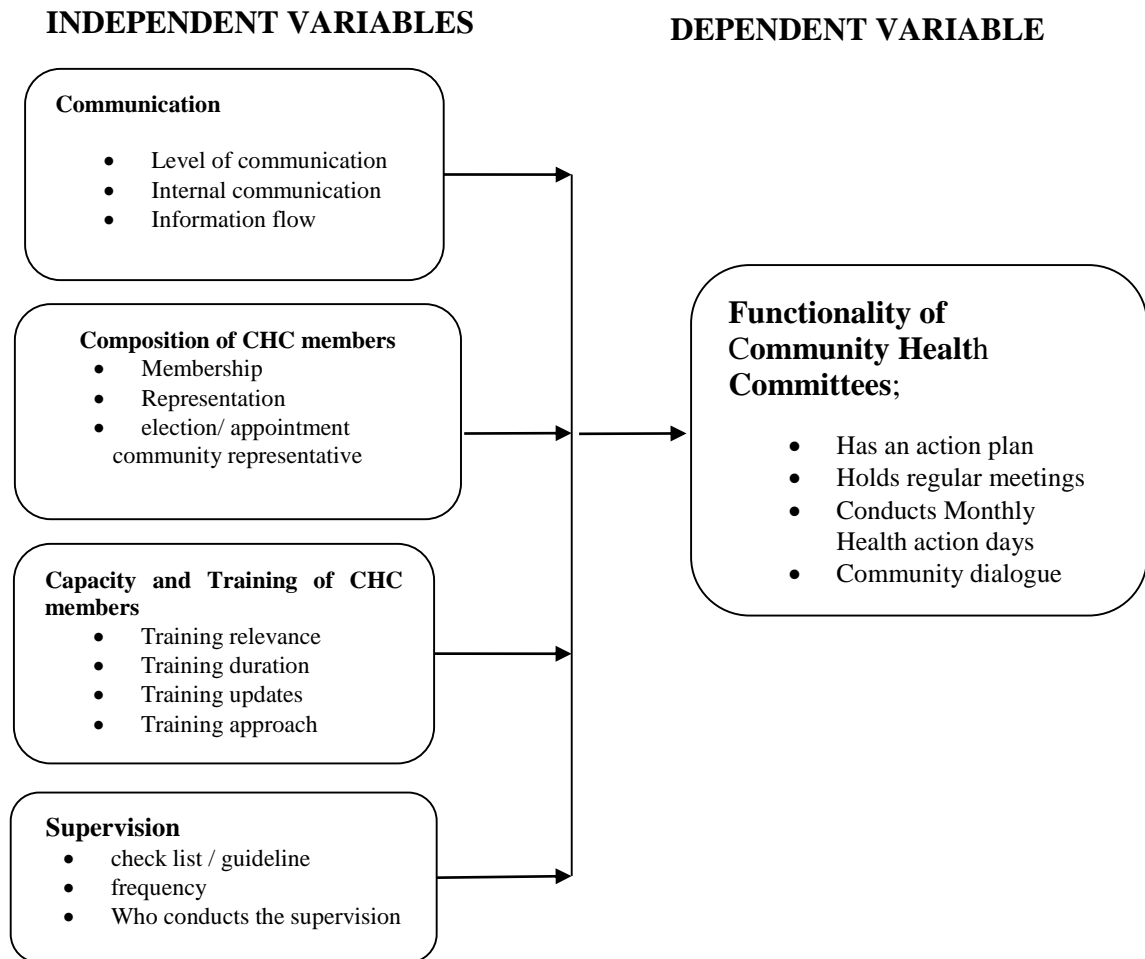 INDEPENDENT VARIABLES
DEPENDENT VARIABLE
Communication
• Level of communication
• Internal communication
• Information flow
Composition of CHC members
• Membership
• Representation
• election/ appointment
community representative
Capacity and Training of CHC
members
• Training relevance
• Training duration
• Training updates
• Training approach
Supervision
• check list / guideline
• frequency
• Who conducts the supervision
Functionality of
Community Health
Committees;
• Has an action plan
• Holds regular meetings
• Conducts Monthly
Health action days
• Community dialogue